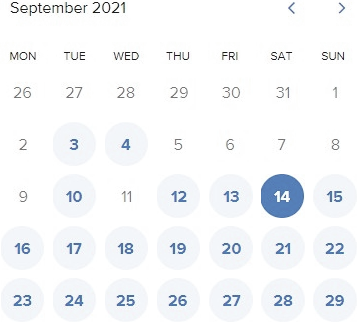 September 2021
MON TUE WED THU FRI SAT SUN
26 27 28 29 30 31 1
2 3 4 5 6 7 8
9 10 11 12 13 14 15
16 17 18 19 20 21 22
23 24 25 26 27 28 29